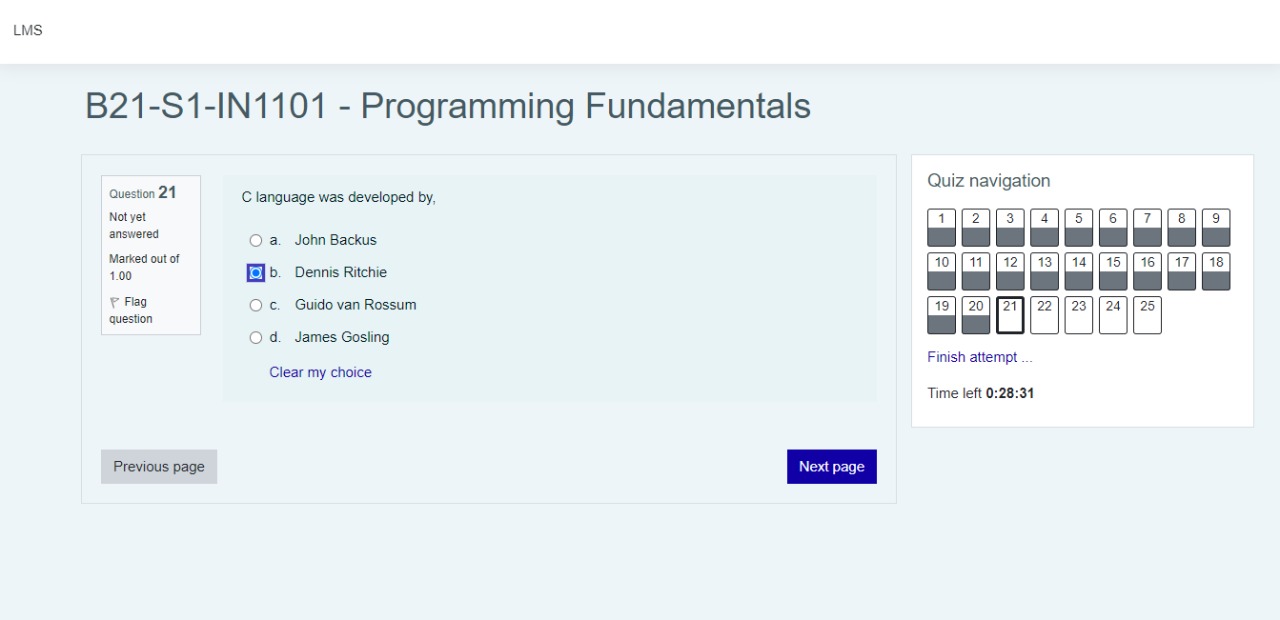 LMS
B21-S1-IN1101 - Programming Fundamentals
Question 21
Not yet
answered
Marked out of
1.00
Flag
question
C language was developed by,
a. John Backus
b. Dennis Ritchie
c. Guido van Rossum
d. James Gosling
Clear my choice
Previous page
Next page
Quiz navigation
1 2 3 4 5 6 7 8 9
10 11 12 13 14 15 16 17 18
19 20 21 22 23 24 25
Finish attempt ...
Time left 0:28:31